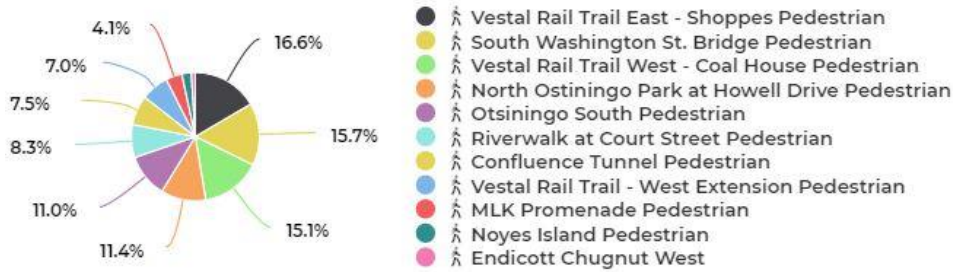 4.1%
16.6%
7.0%
7.5%
15.7%
8.3%
11.0%
15.1%
11.4%
Vestal Rail Trail East - Shoppes Pedestrian
South Washington St. Bridge Pedestrian
Vestal Rail Trail West - Coal House Pedestrian
North Ostiningo Park at Howell Drive Pedestrian
Otsiningo South Pedestrian
Riverwalk at Court Street Pedestrian
Confluence Tunnel Pedestrian
Vestal Rail Trail - West Extension Pedestrian
MLK Promenade Pedestrian
Noyes Island Pedestrian
Endicott Chugnut West